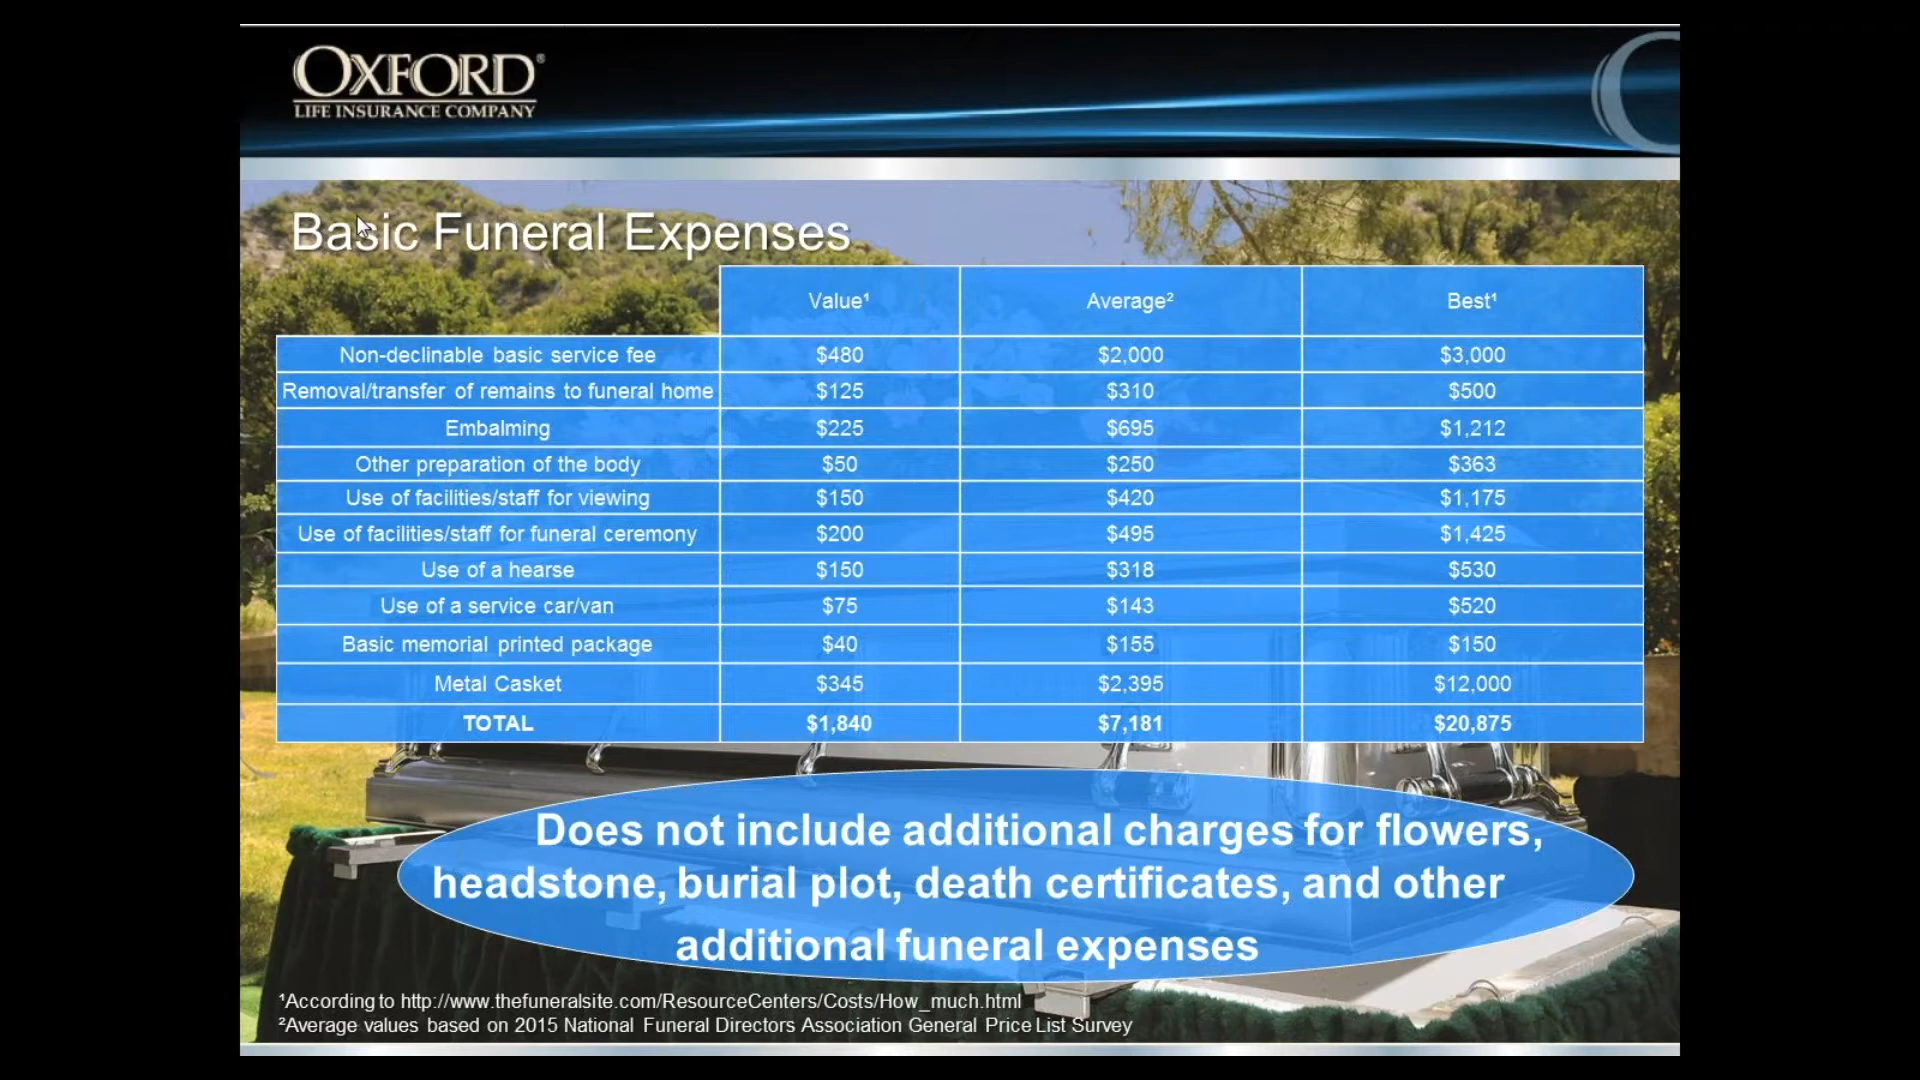 OXFORD®
LIFE INSURANCE COMPANY
Basic Funeral Expenses
Value¹ Average² Best¹
Non-declinable basic service fee $480 $2,000 $3,000
Removal/transfer of remains to funeral home $125 $310 $500
Embalming $225 $695 $1,212
Other preparation of the body $50 $250 $363
Use of facilities/staff for viewing $150 $420 $1,175
Use of facilities/staff for funeral ceremony $200 $495 $1,425
Use of a hearse $150 $318 $530
Use of a service car/van $75 $143 $520
Basic memorial printed package $40 $155 $150
Metal Casket $345 $2,395 $12,000
TOTAL $1,840 $7,181 $20,875
Does not include additional charges for flowers,
headstone, burial plot, death certificates, and other
additional funeral expenses
¹According to http://www.thefuneralsite.com/ResourceCenters/Costs/How_much.html
²Average values based on 2015 National Funeral Directors Association General Price List Survey